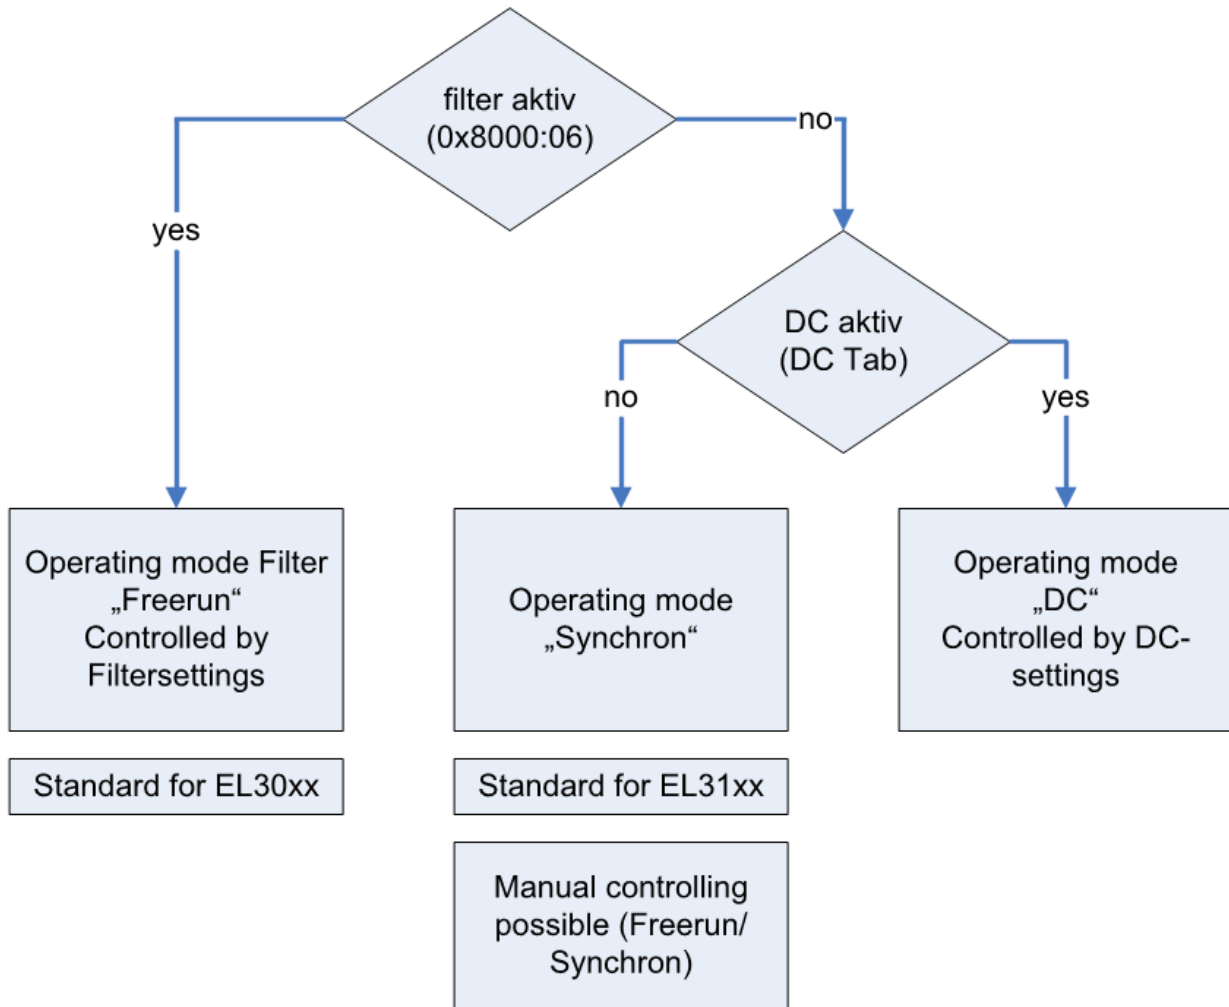 filter aktiv
(0x8000:06)
no
yes
DC aktiv
(DC Tab)
no
yes
Operating mode Filter
„Freerun“
Controlled by
Filtersettings
Operating mode
„Synchron“
Operating mode
„DC“
Controlled by DC-
settings
Standard for EL30xx
Standard for EL31xx
Manual controlling
possible (Freerun/
Synchron)